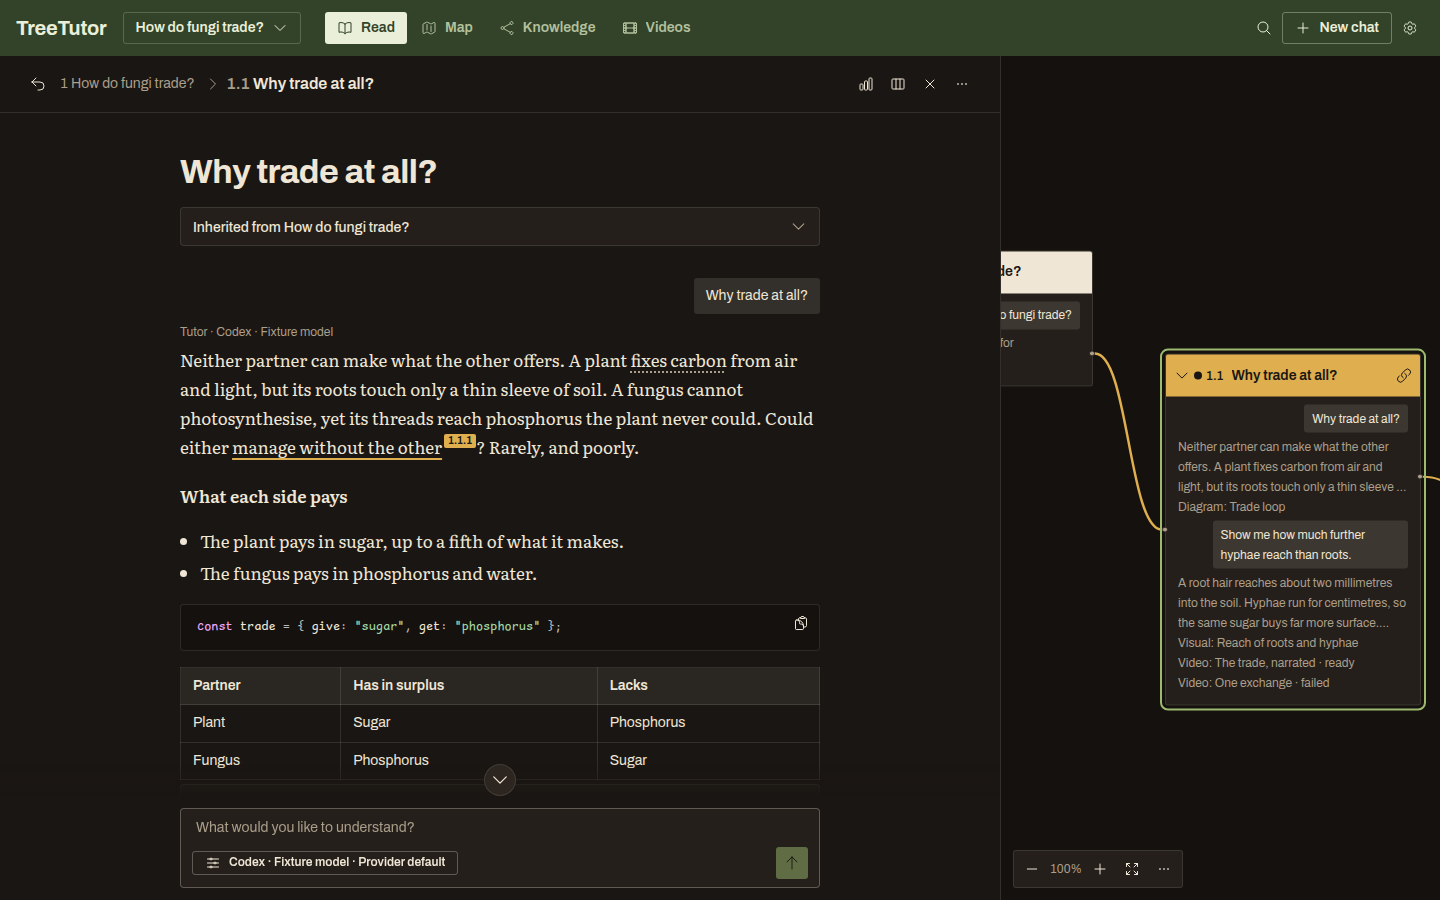 TreeTutor
How do fungi trade?
Read
Map
Knowledge
Videos
New chat
1 How do fungi trade?
1.1 Why trade at all?
Why trade at all?
Inherited from How do fungi trade?
Why trade at all?
Tutor · Codex · Fixture model
Neither partner can make what the other offers. A plant fixes carbon from air
and light, but its roots touch only a thin sleeve of soil. A fungus cannot
photosynthesise, yet its threads reach phosphorus the plant never could. Could
either manage without the other 1.1.1? Rarely, and poorly.
What each side pays
• The plant pays in sugar, up to a fifth of what it makes.
• The fungus pays in phosphorus and water.
const trade = { give: "sugar", get: "phosphorus" };
Partner Has in surplus Lacks
Plant Sugar Phosphorus
Fungus Phosphorus Sugar
What would you like to understand?
Codex · Fixture model · Provider default
de?
o fungi trade?
for
1.1 Why trade at all?
Why trade at all?
Neither partner can make what the other
offers. A plant fixes carbon from air and
light, but its roots touch only a thin sleeve ...
Diagram: Trade loop
Show me how much further
hyphae reach than roots.
A root hair reaches about two millimetres
into the soil. Hyphae run for centimetres, so
the same sugar buys far more surface....
Visual: Reach of roots and hyphae
Video: The trade, narrated · ready
Video: One exchange · failed
100%